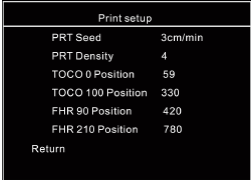 Print setup
PRT Seed 3cm/min
PRT Density 4
TOCO 0 Position 59
TOCO 100 Position 330
FHR 90 Position 420
FHR 210 Position 780
Return